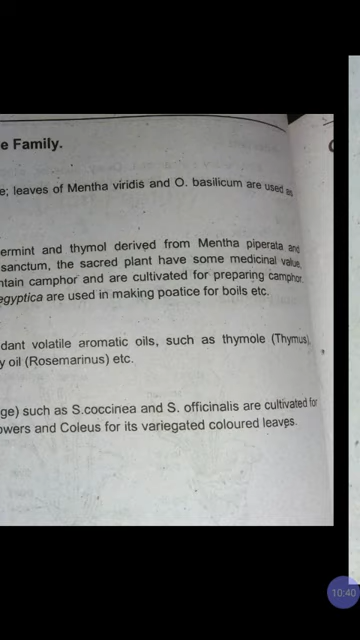 e Family.
e; leaves of Mentha viridis and O. basilicum are used as
ermint and thymol derived from Mentha piperata and
sanctum, the sacred plant have some medicinal value,
ntain camphor and are cultivated for preparing camphor.
egyptica are used in making poatice for boils etc.
dant volatile aromatic oils, such as thymole (Thymus),
y oil (Rosemarinus) etc.
ge) such as S.coccinea and S. officinalis are cultivated for
owers and Coleus for its variegated coloured leaves.
10:40